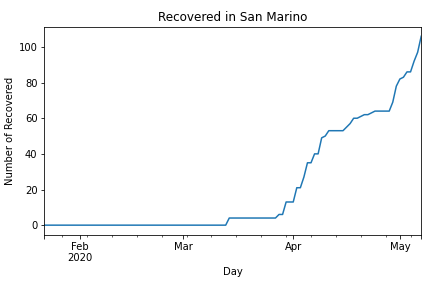 Recovered in San Marino
Number of Recovered
100
80
60
40
20
0
Feb
2020
Mar
Apr
May
Day